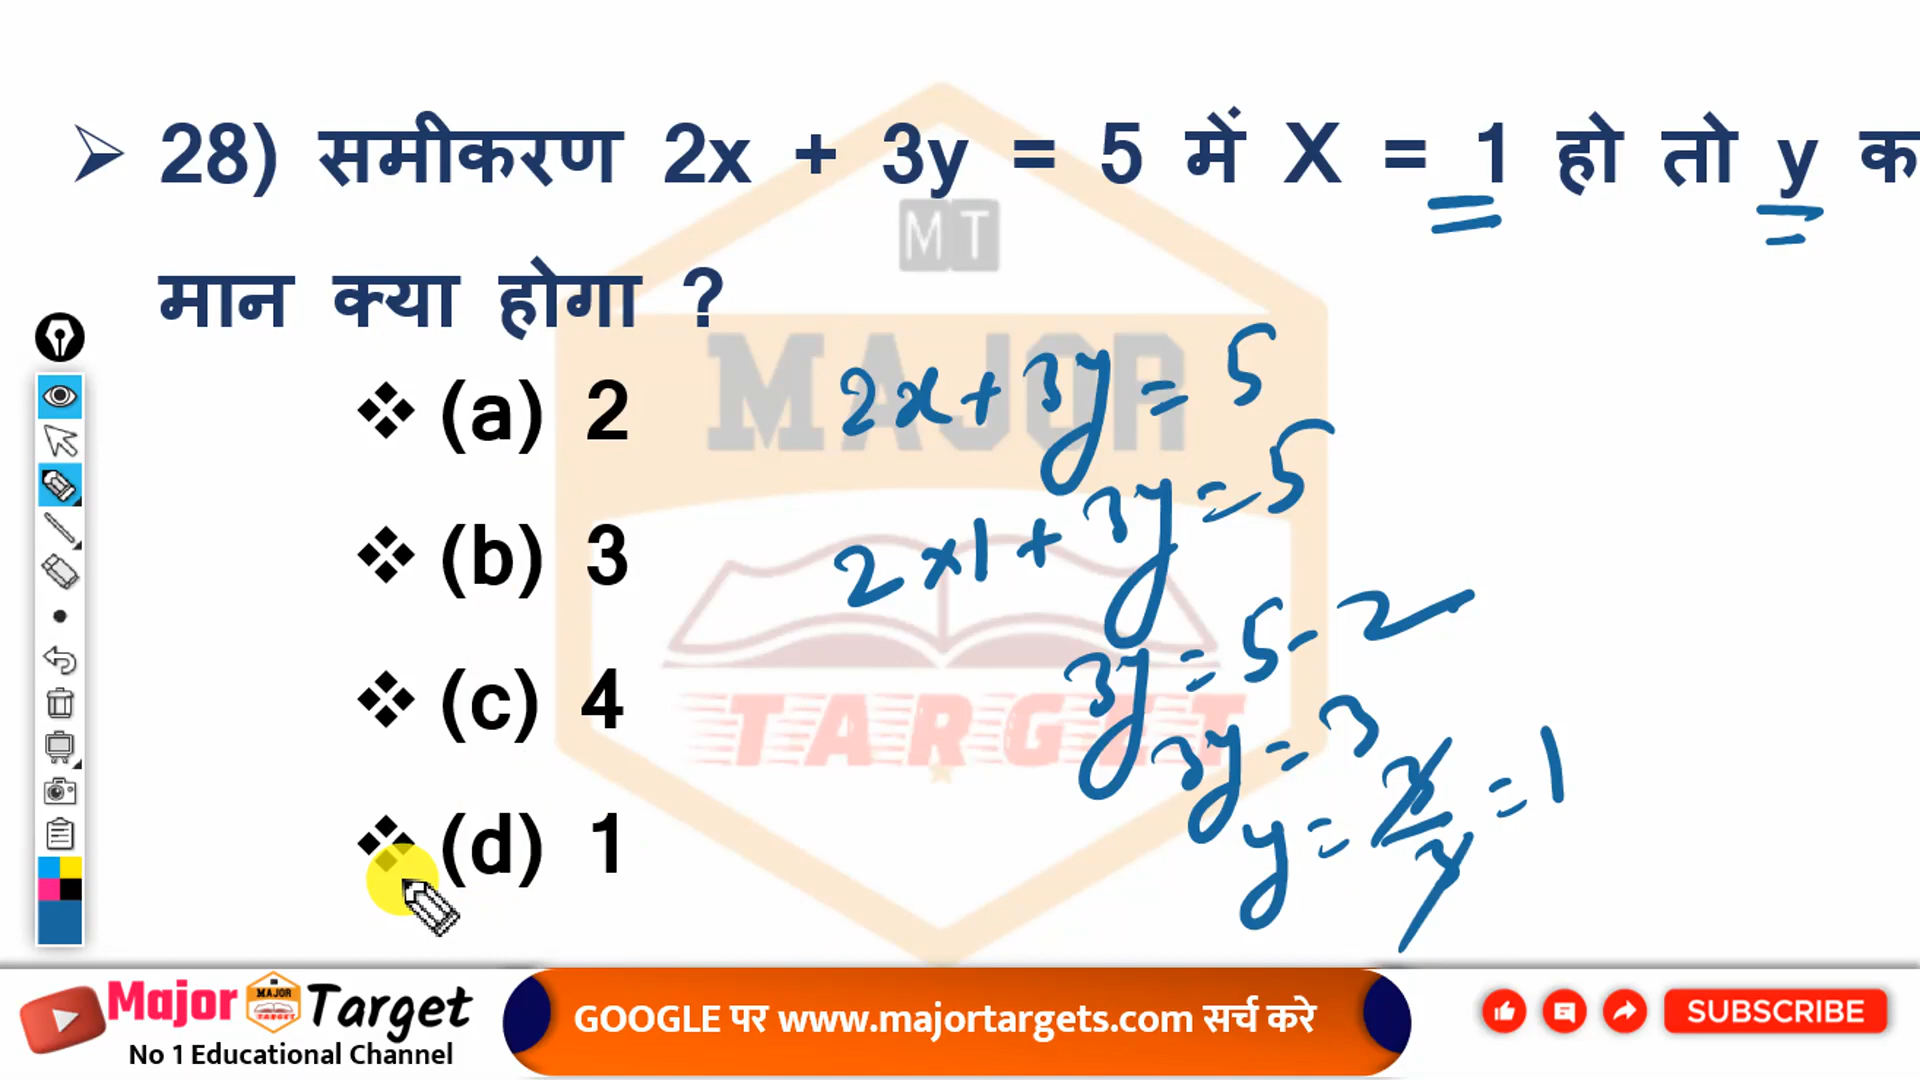 28) समीकरण 2x + 3y = 5 में X = 1 हो तो y क
मान क्या होगा ?
(a) 2
(b) 3
(c) 4
(d) 1
2x+3y=5
2×1+3y=5
3y=5-2
3y=3
y=3/3=1
MT
MAJOR
TARGET
Major Target
MAJOR
TARGET
No 1 Educational Channel
GOOGLE पर www.majortargets.com सर्च करे
SUBSCRIBE